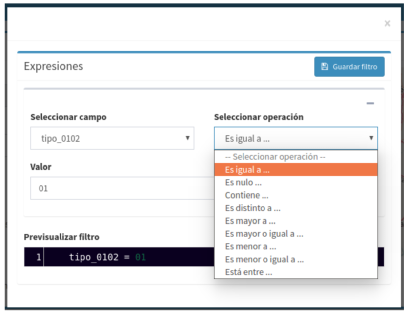 ×
Expresiones
Guardar filtro
–
Seleccionar campo
Seleccionar operación
tipo_0102
Es igual a ...
Valor
01
-- Seleccionar operación --
Es igual a ...
Es nulo ...
Contiene ...
Es distinto a ...
Es mayor a ...
Es mayor o igual a ...
Es menor a ...
Es menor o igual a ...
Está entre ...
Previsualizar filtro
1 tipo_0102 = 01